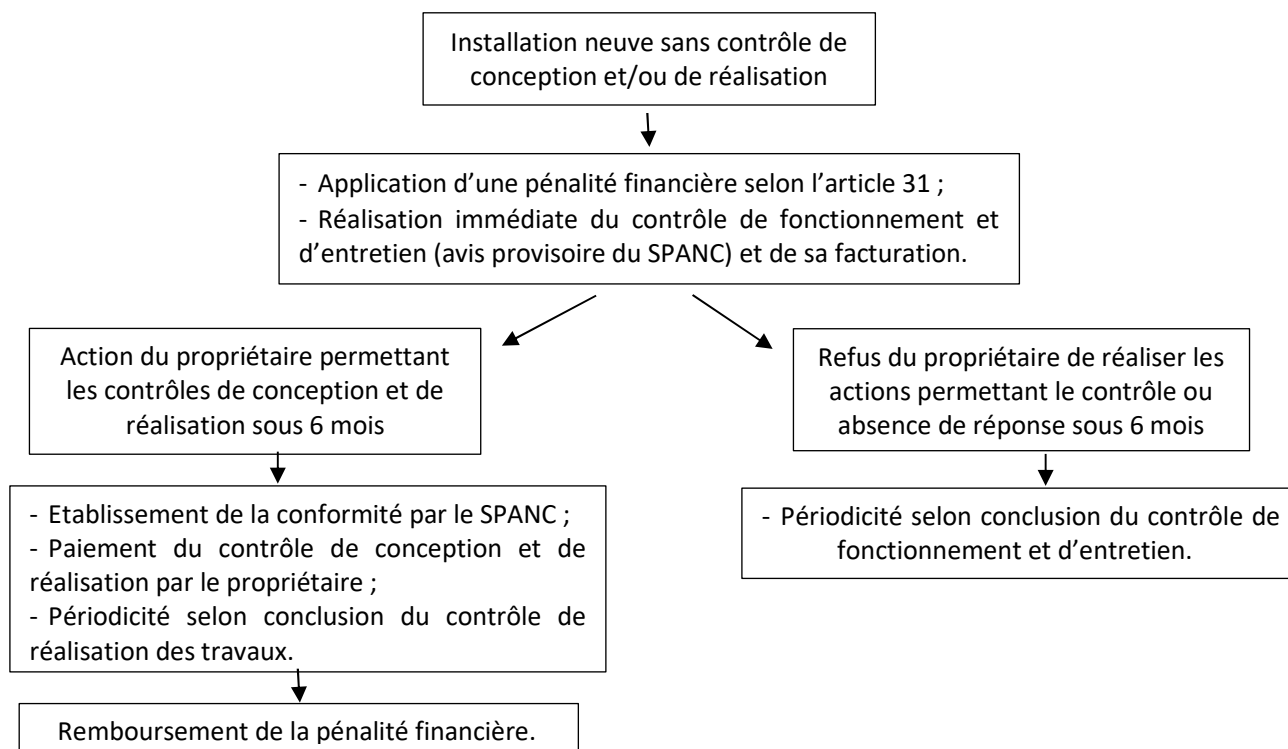 Installation neuve sans contrôle de
conception et/ou de réalisation
- Application d’une pénalité financière selon l’article 31 ;
- Réalisation immédiate du contrôle de fonctionnement et
d’entretien (avis provisoire du SPANC) et de sa facturation.
Action du propriétaire permettant
les contrôles de conception et de
réalisation sous 6 mois
Refus du propriétaire de réaliser les
actions permettant le contrôle ou
absence de réponse sous 6 mois
- Etablissement de la conformité par le SPANC ;
- Paiement du contrôle de conception et de
réalisation par le propriétaire ;
- Périodicité selon conclusion du contrôle de
réalisation des travaux.
- Périodicité selon conclusion du contrôle de
fonctionnement et d’entretien.
Remboursement de la pénalité financière.